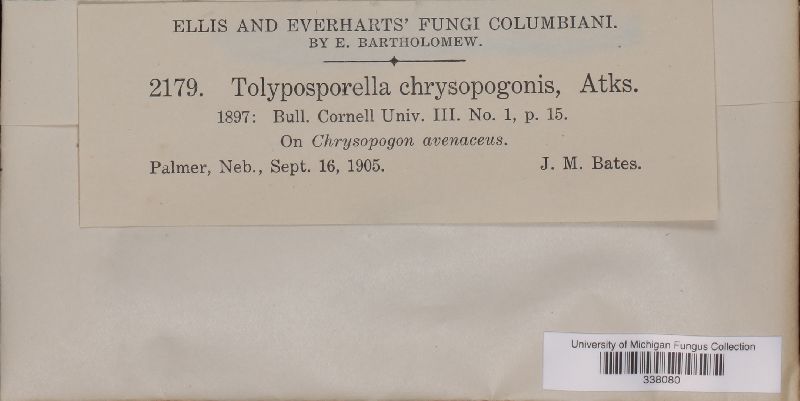 ELLIS AND EVERHARTS' FUNGI COLUMBIANI.
BY E. BARTHOLOMEW.
2179. Tolyposporella chrysopogonis, Atks.
1897: Bull. Cornell Univ. III. No. 1, p. 15.
On Chrysopogon avenaceus.
Palmer, Neb., Sept. 16, 1905. J. M. Bates.
University of Michigan Fungus Collection
338080